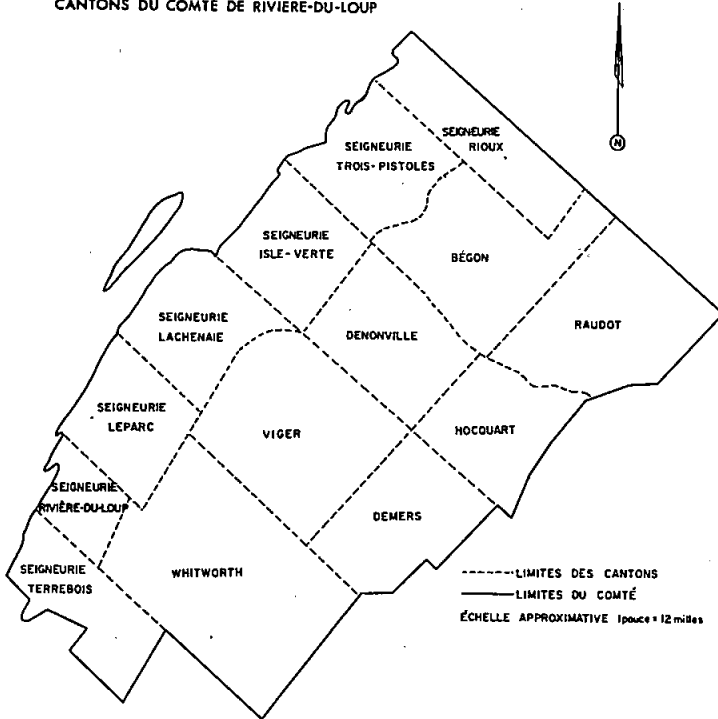 CANTONS DU COMTÉ DE RIVIÈRE-DU-LOUP
N
SEIGNEURIE
RIOUX
SEIGNEURIE
TROIS-PISTOLES
SEIGNEURIE
ISLE-VERTE
BÉGON
SEIGNEURIE
LACHENAIE
DENONVILLE
RAUDOT
SEIGNEURIE
LEPARC
VIGER
HOCQUART
SEIGNEURIE
RIVIÈRE-DU-LOUP
DEMERS
SEIGNEURIE
TERREBOIS
WHITWORTH
LIMITES DES CANTONS
LIMITES DU COMTÉ
ÉCHELLE APPROXIMATIVE 1pouce = 12 milles